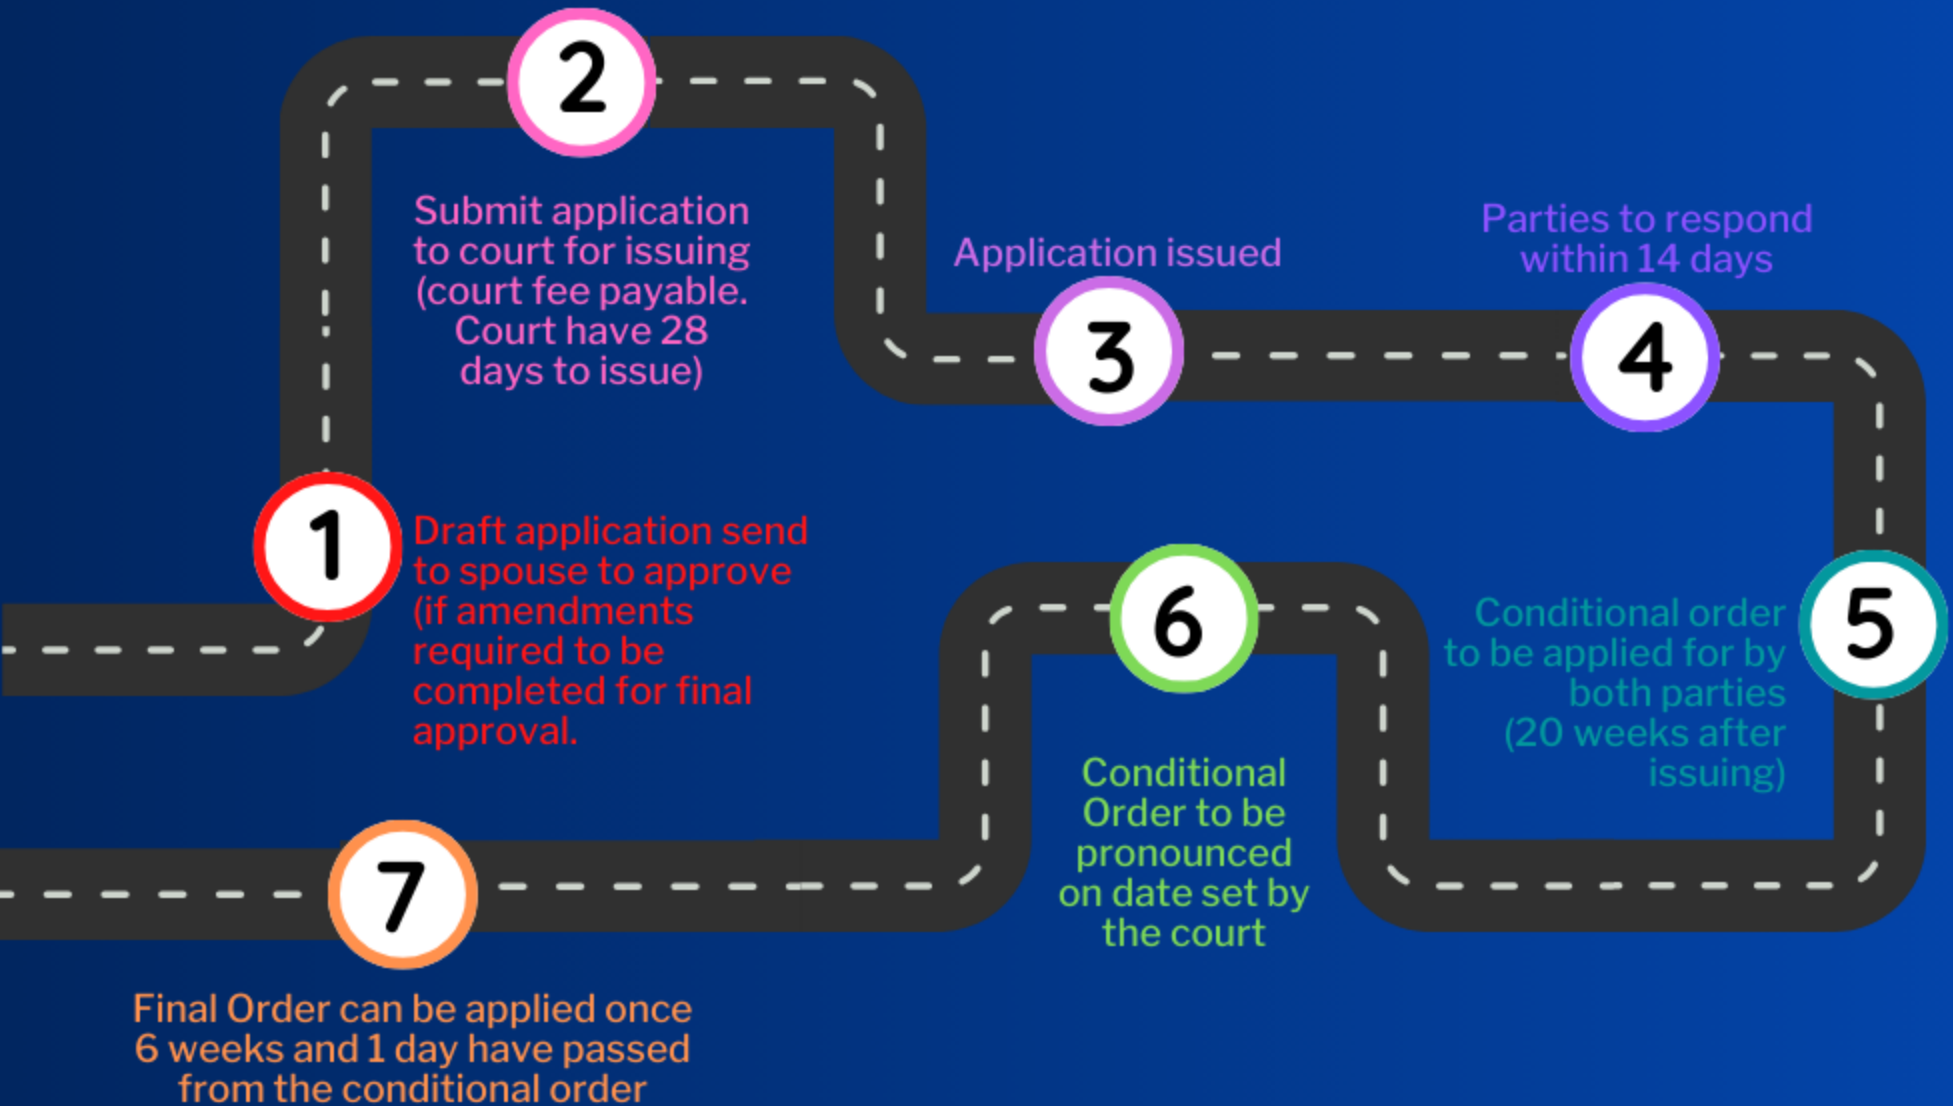 1
Draft application send
to spouse to approve
(if amendments
required to be
completed for final
approval.
2
Submit application
to court for issuing
(court fee payable.
Court have 28
days to issue)
Application issued
3
Parties to respond
within 14 days
4
5
Conditional order
to be applied for by
both parties
(20 weeks after
issuing)
6
Conditional
Order to be
pronounced
on date set by
the court
7
Final Order can be applied once
6 weeks and 1 day have passed
from the conditional order